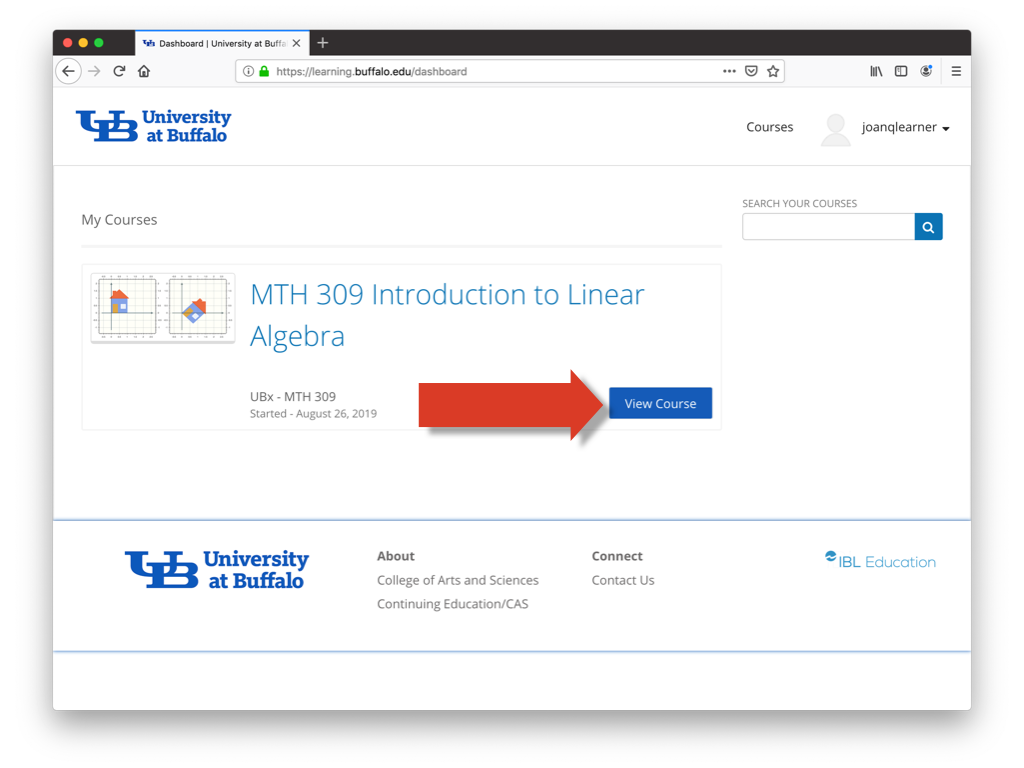 Dashboard | University at Buffa
https://learning.buffalo.edu/dashboard
University
at Buffalo
Courses
joanqlearner
My Courses
SEARCH YOUR COURSES
MTH 309 Introduction to Linear
Algebra
UBx - MTH 309
Started - August 26, 2019
View Course
UB University
at Buffalo
About
College of Arts and Sciences
Continuing Education/CAS
Connect
Contact Us
IBL Education